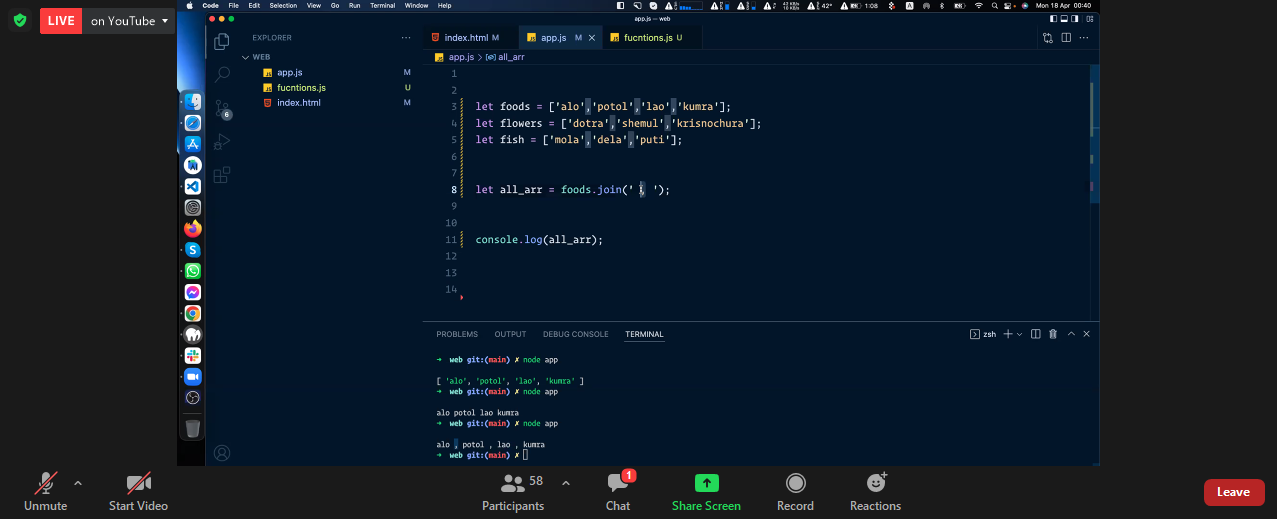 LIVE on YouTube
Code File Edit Selection View Go Run Terminal Window Help
42° 1:08 Mon 18 Apr 00:40
app.js — web
EXPLORER
WEB
app.js M
fucntions.js U
index.html M
6
index.html M app.js M fucntions.js U
app.js > all_arr
1
2
3 let foods = ['alo','potol','lao','kumra'];
4 let flowers = ['dotra','shemul','krisnochura'];
5 let fish = ['mola','dela','puti'];
6
7
8 let all_arr = foods.join(' , ');
9
10
11 console.log(all_arr);
12
13
14
PROBLEMS OUTPUT DEBUG CONSOLE TERMINAL zsh
→ web git:(main) ✗ node app
[ 'alo', 'potol', 'lao', 'kumra' ]
→ web git:(main) ✗ node app
alo potol lao kumra
→ web git:(main) ✗ node app
alo , potol , lao , kumra
→ web git:(main) ✗
Unmute Start Video Participants 58 Chat 1 Share Screen Record Reactions Leave